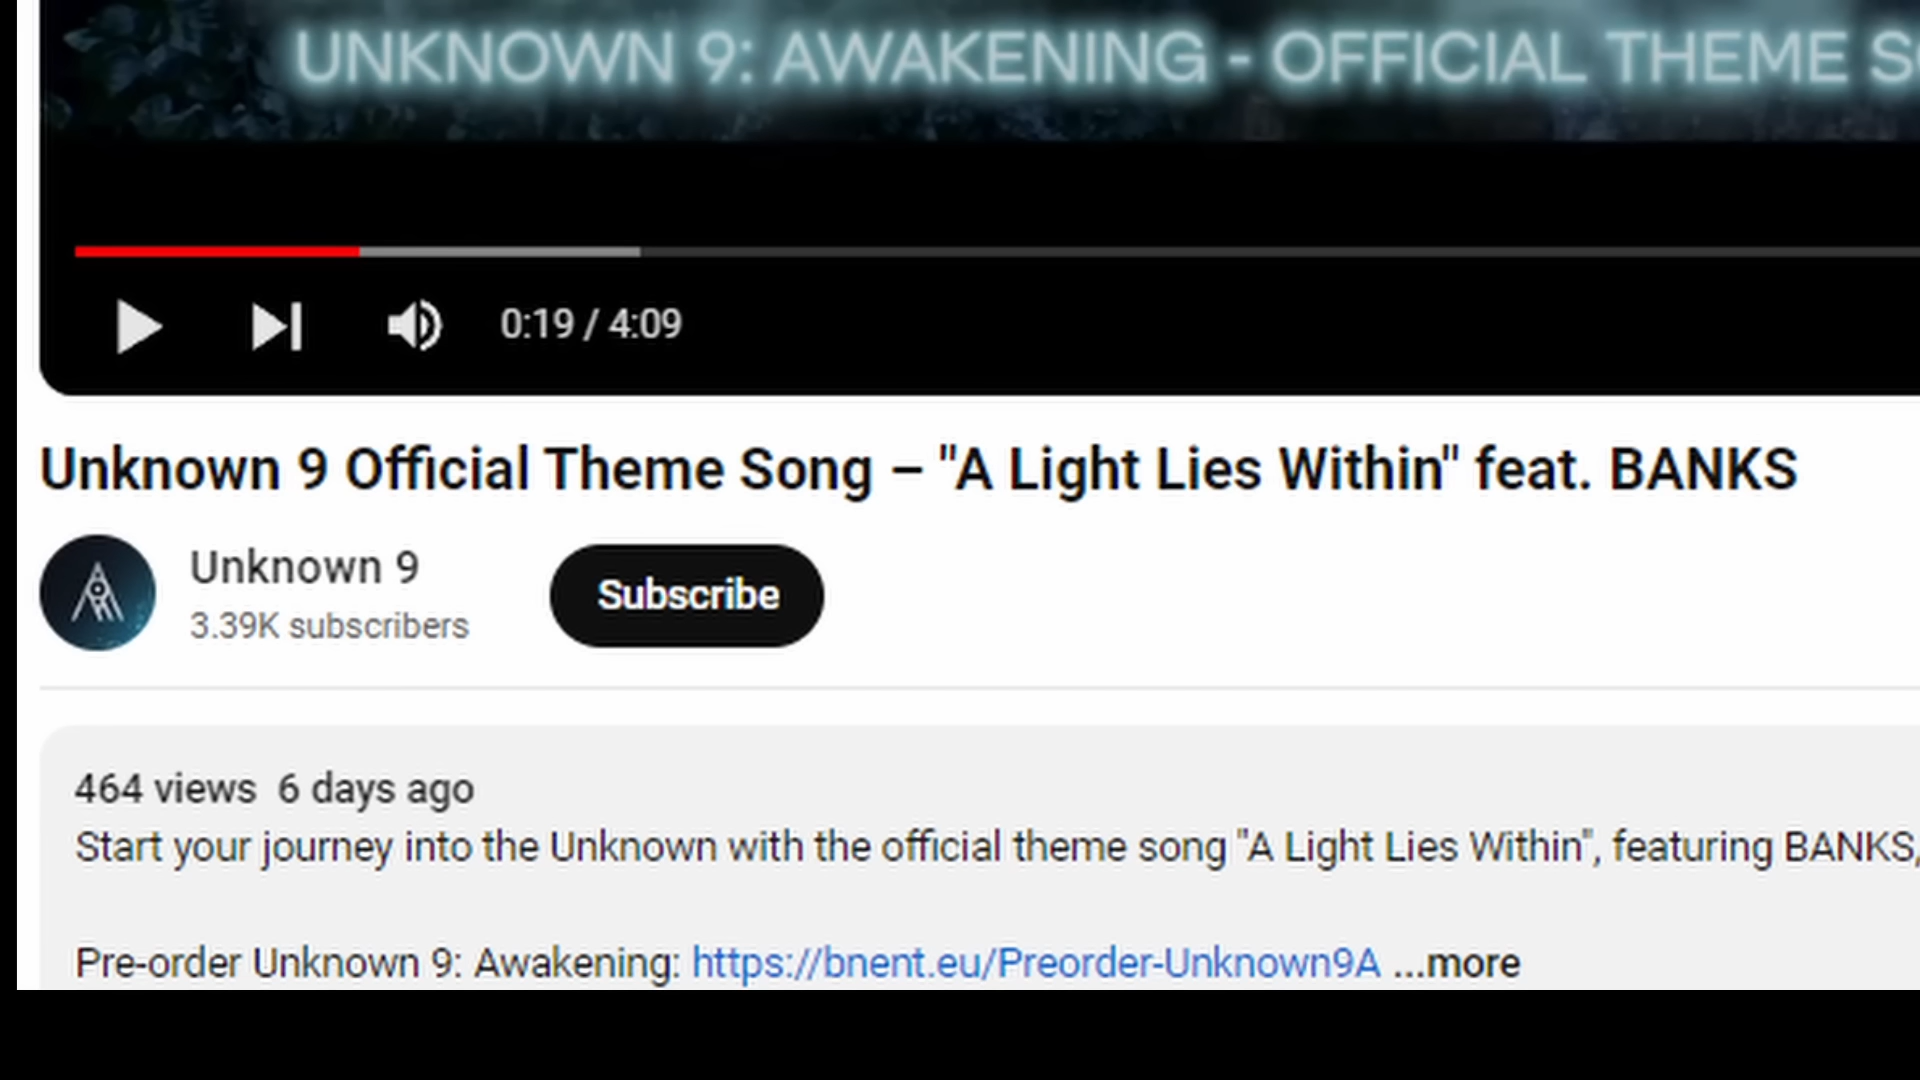 UNKNOWN 9: AWAKENING - OFFICIAL THEME S
0:19 / 4:09
Unknown 9 Official Theme Song – "A Light Lies Within" feat. BANKS
Unknown 9
3.39K subscribers
Subscribe
464 views 6 days ago
Start your journey into the Unknown with the official theme song "A Light Lies Within", featuring BANKS,
Pre-order Unknown 9: Awakening: https://bnent.eu/Preorder-Unknown9A ...more